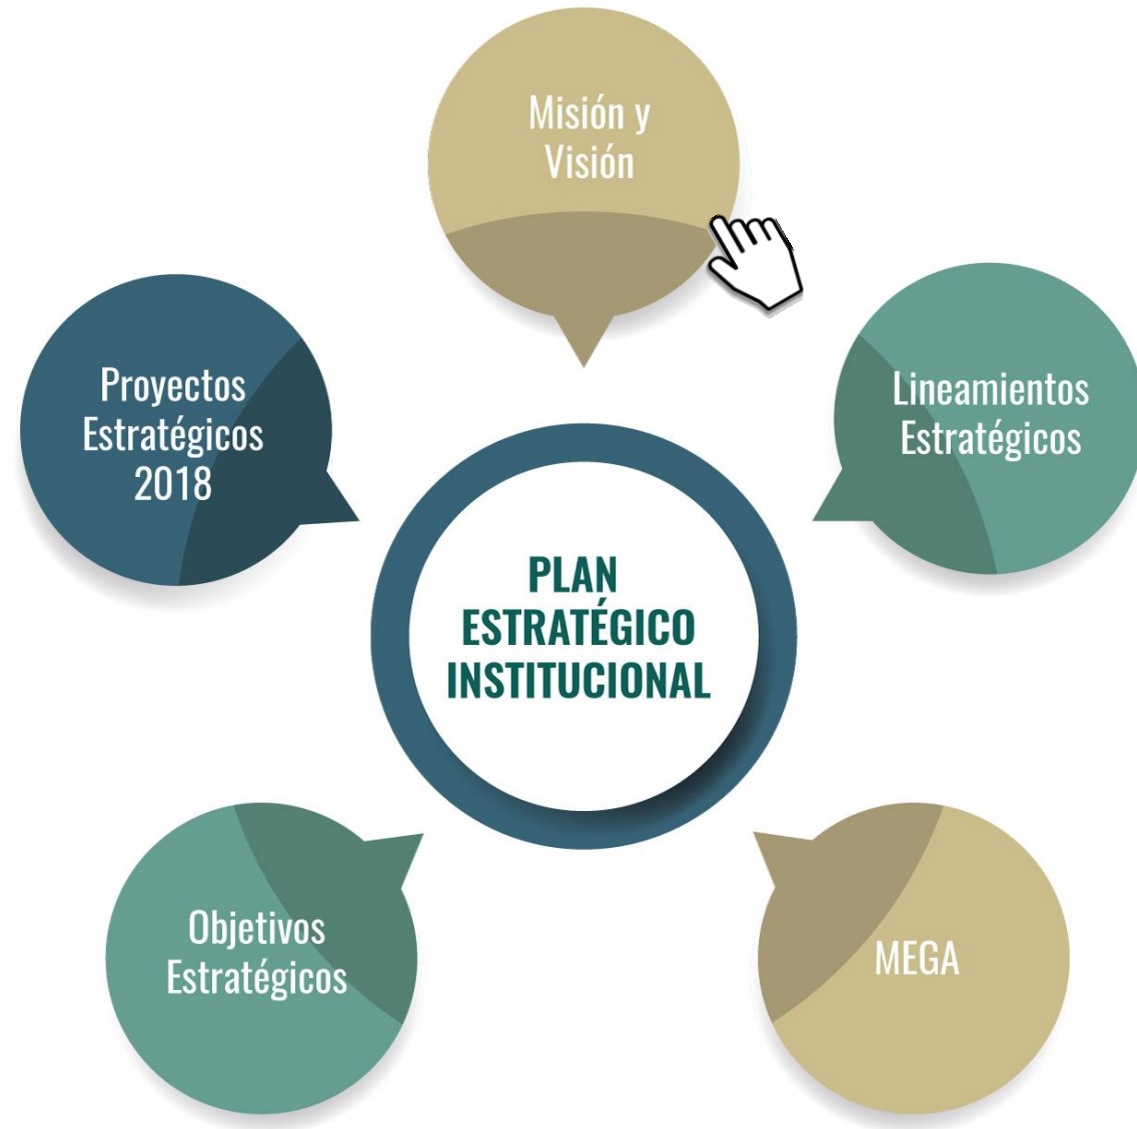 Misión y
Visión
Lineamientos
Estratégicos
Proyectos
Estratégicos
2018
PLAN
ESTRATÉGICO
INSTITUCIONAL
Objetivos
Estratégicos
MEGA